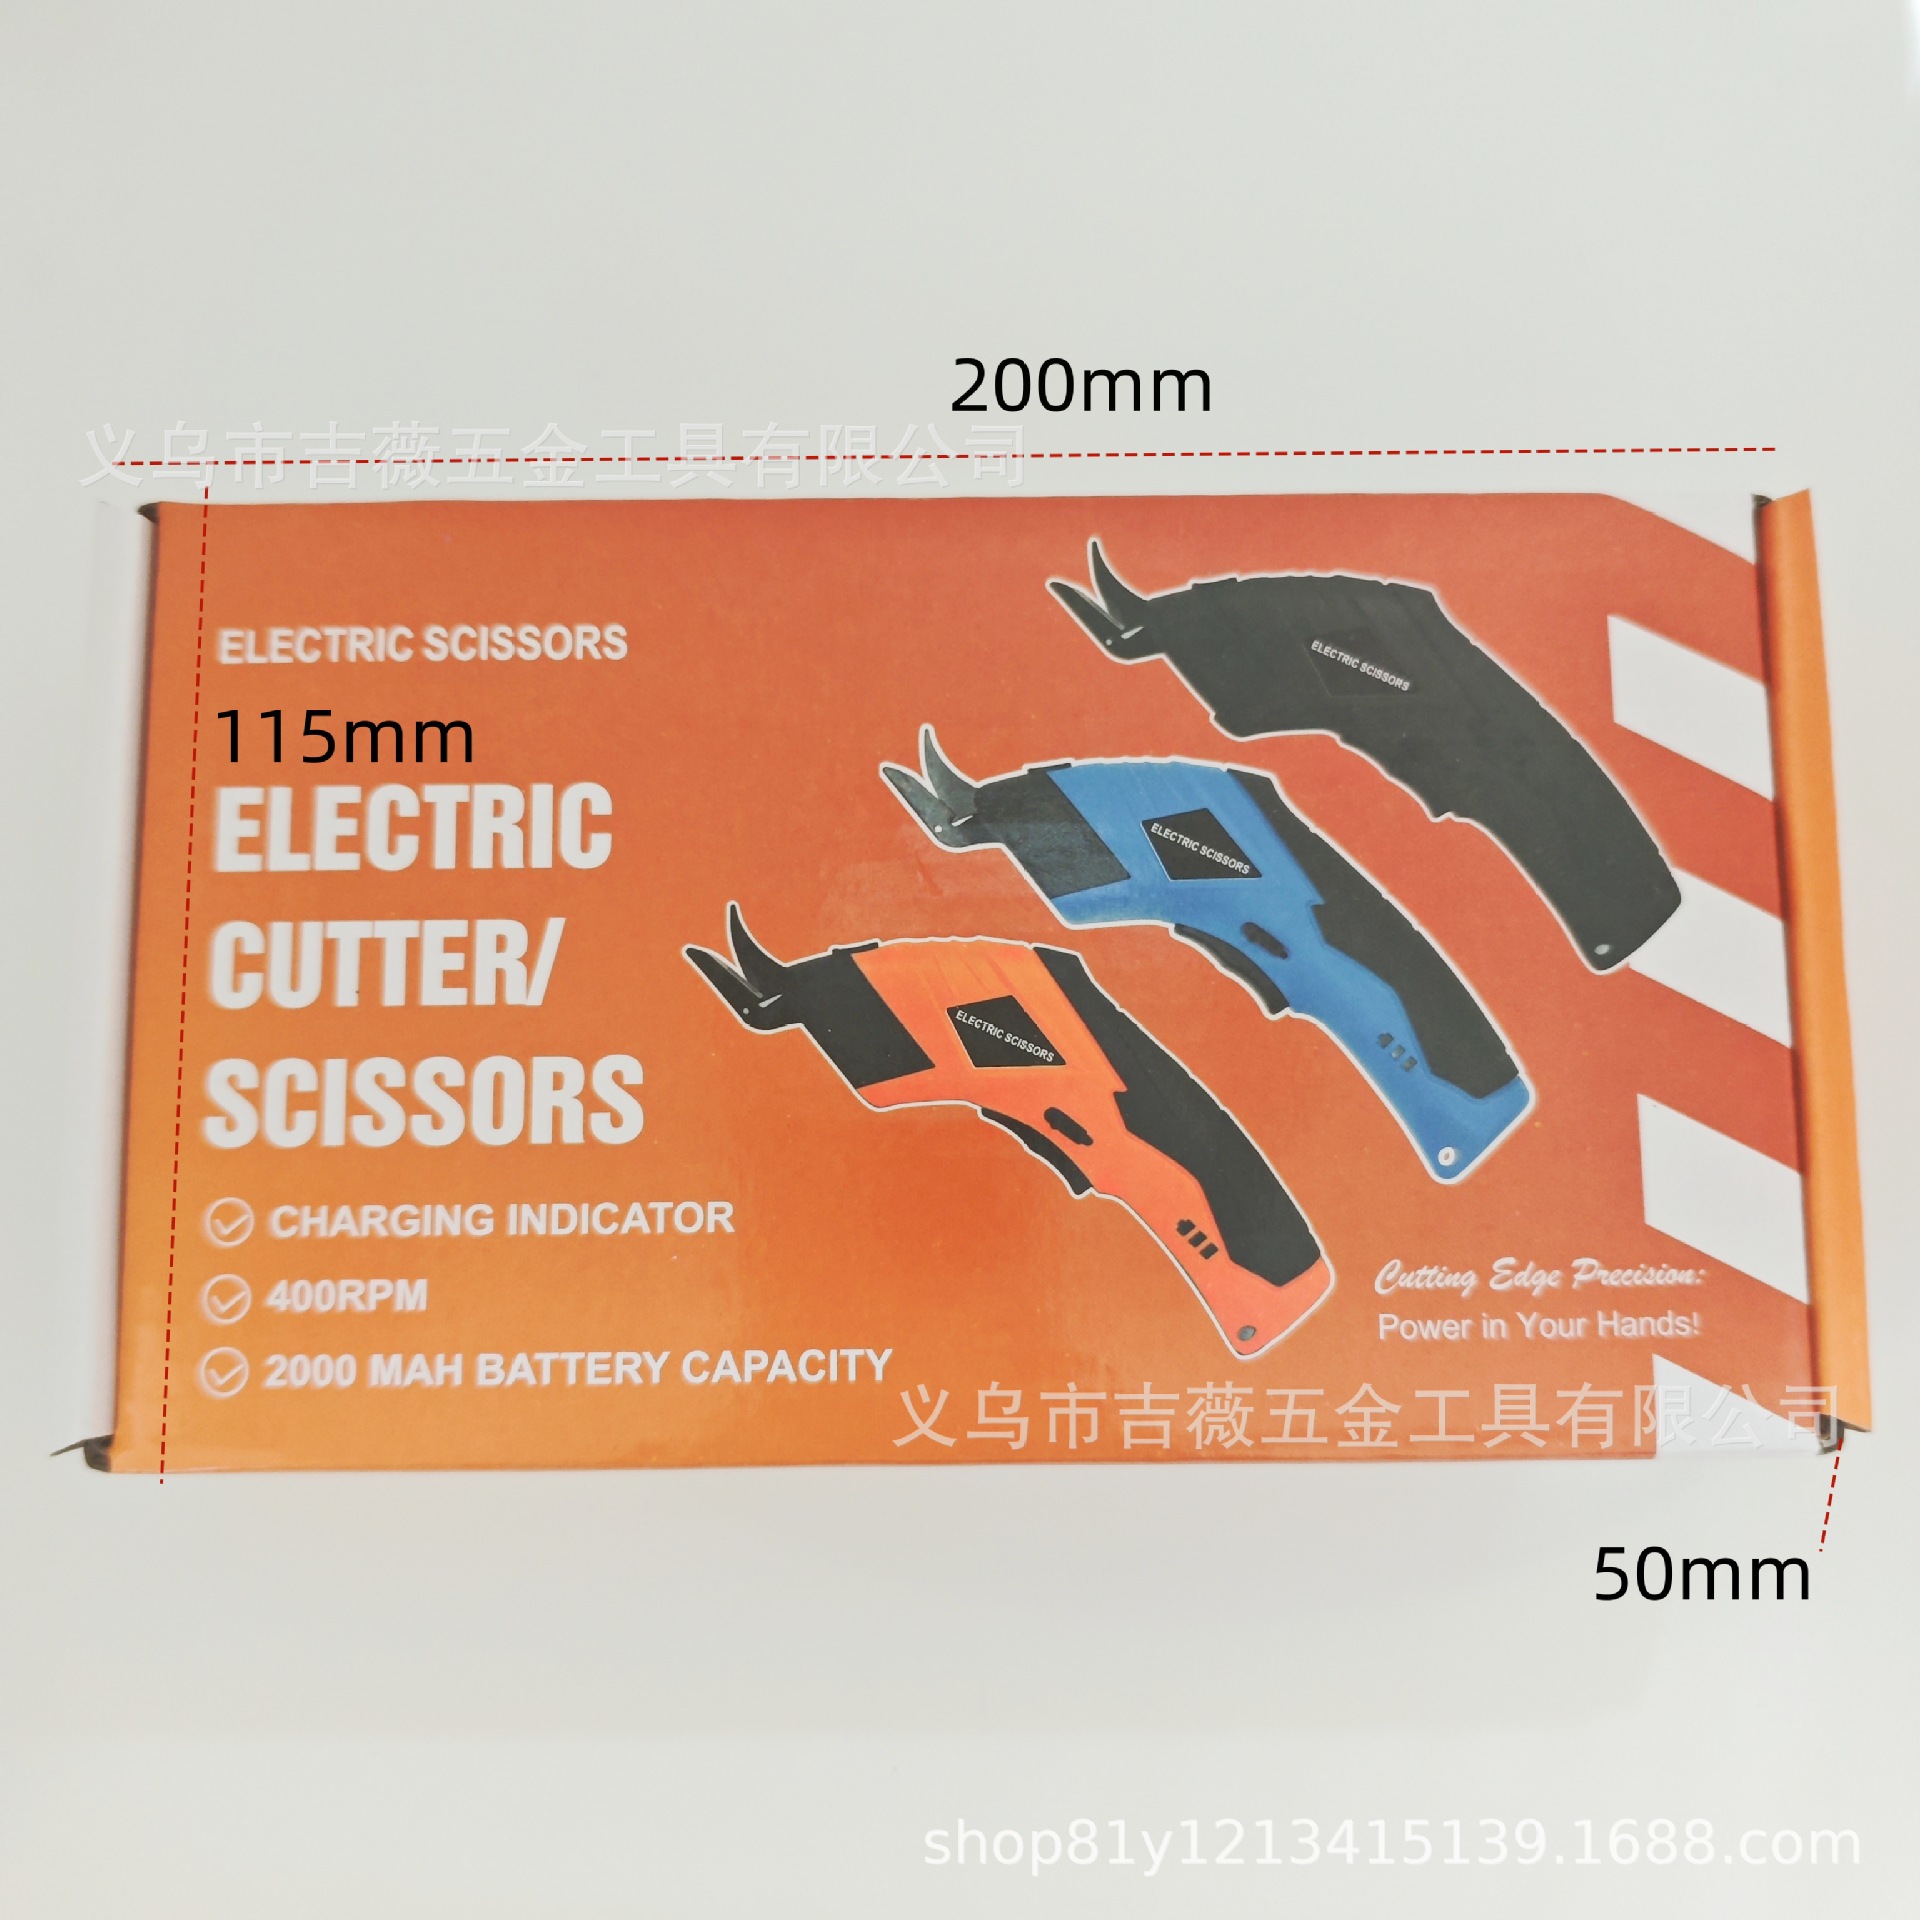 200mm
义乌市吉薇五金工具有限公司
ELECTRIC SCISSORS
ELECTRIC SCISSORS
115mm
ELECTRIC
CUTTER/
SCISSORS
ELECTRIC SCISSORS
ELECTRIC SCISSORS
CHARGING INDICATOR
400RPM
2000 MAH BATTERY CAPACITY
Cutting Edge Precision:
Power in Your Hands!
义乌市吉薇五金工具有限公司
50mm
shop81y1213415139.1688.com